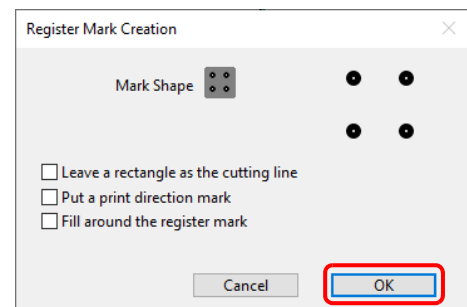 Register Mark Creation
Mark Shape
Leave a rectangle as the cutting line
Put a print direction mark
Fill around the register mark
Cancel OK